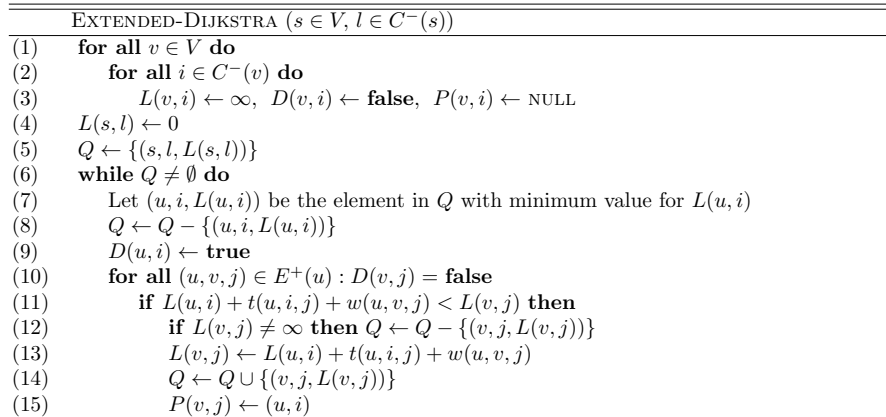 EXTENDED-DIJKSTRA (s ∈ V, l ∈ C⁻(s))
(1) for all v ∈ V do
(2) for all i ∈ C⁻(v) do
(3) L(v, i) ← ∞, D(v, i) ← false, P(v, i) ← NULL
(4) L(s, l) ← 0
(5) Q ← {(s, l, L(s, l))}
(6) while Q ≠ ∅ do
(7) Let (u, i, L(u, i)) be the element in Q with minimum value for L(u, i)
(8) Q ← Q − {(u, i, L(u, i))}
(9) D(u, i) ← true
(10) for all (u, v, j) ∈ E⁺(u) : D(v, j) = false
(11) if L(u, i) + t(u, i, j) + w(u, v, j) < L(v, j) then
(12) if L(v, j) ≠ ∞ then Q ← Q − {(v, j, L(v, j))}
(13) L(v, j) ← L(u, i) + t(u, i, j) + w(u, v, j)
(14) Q ← Q ∪ {(v, j, L(v, j))}
(15) P(v, j) ← (u, i)